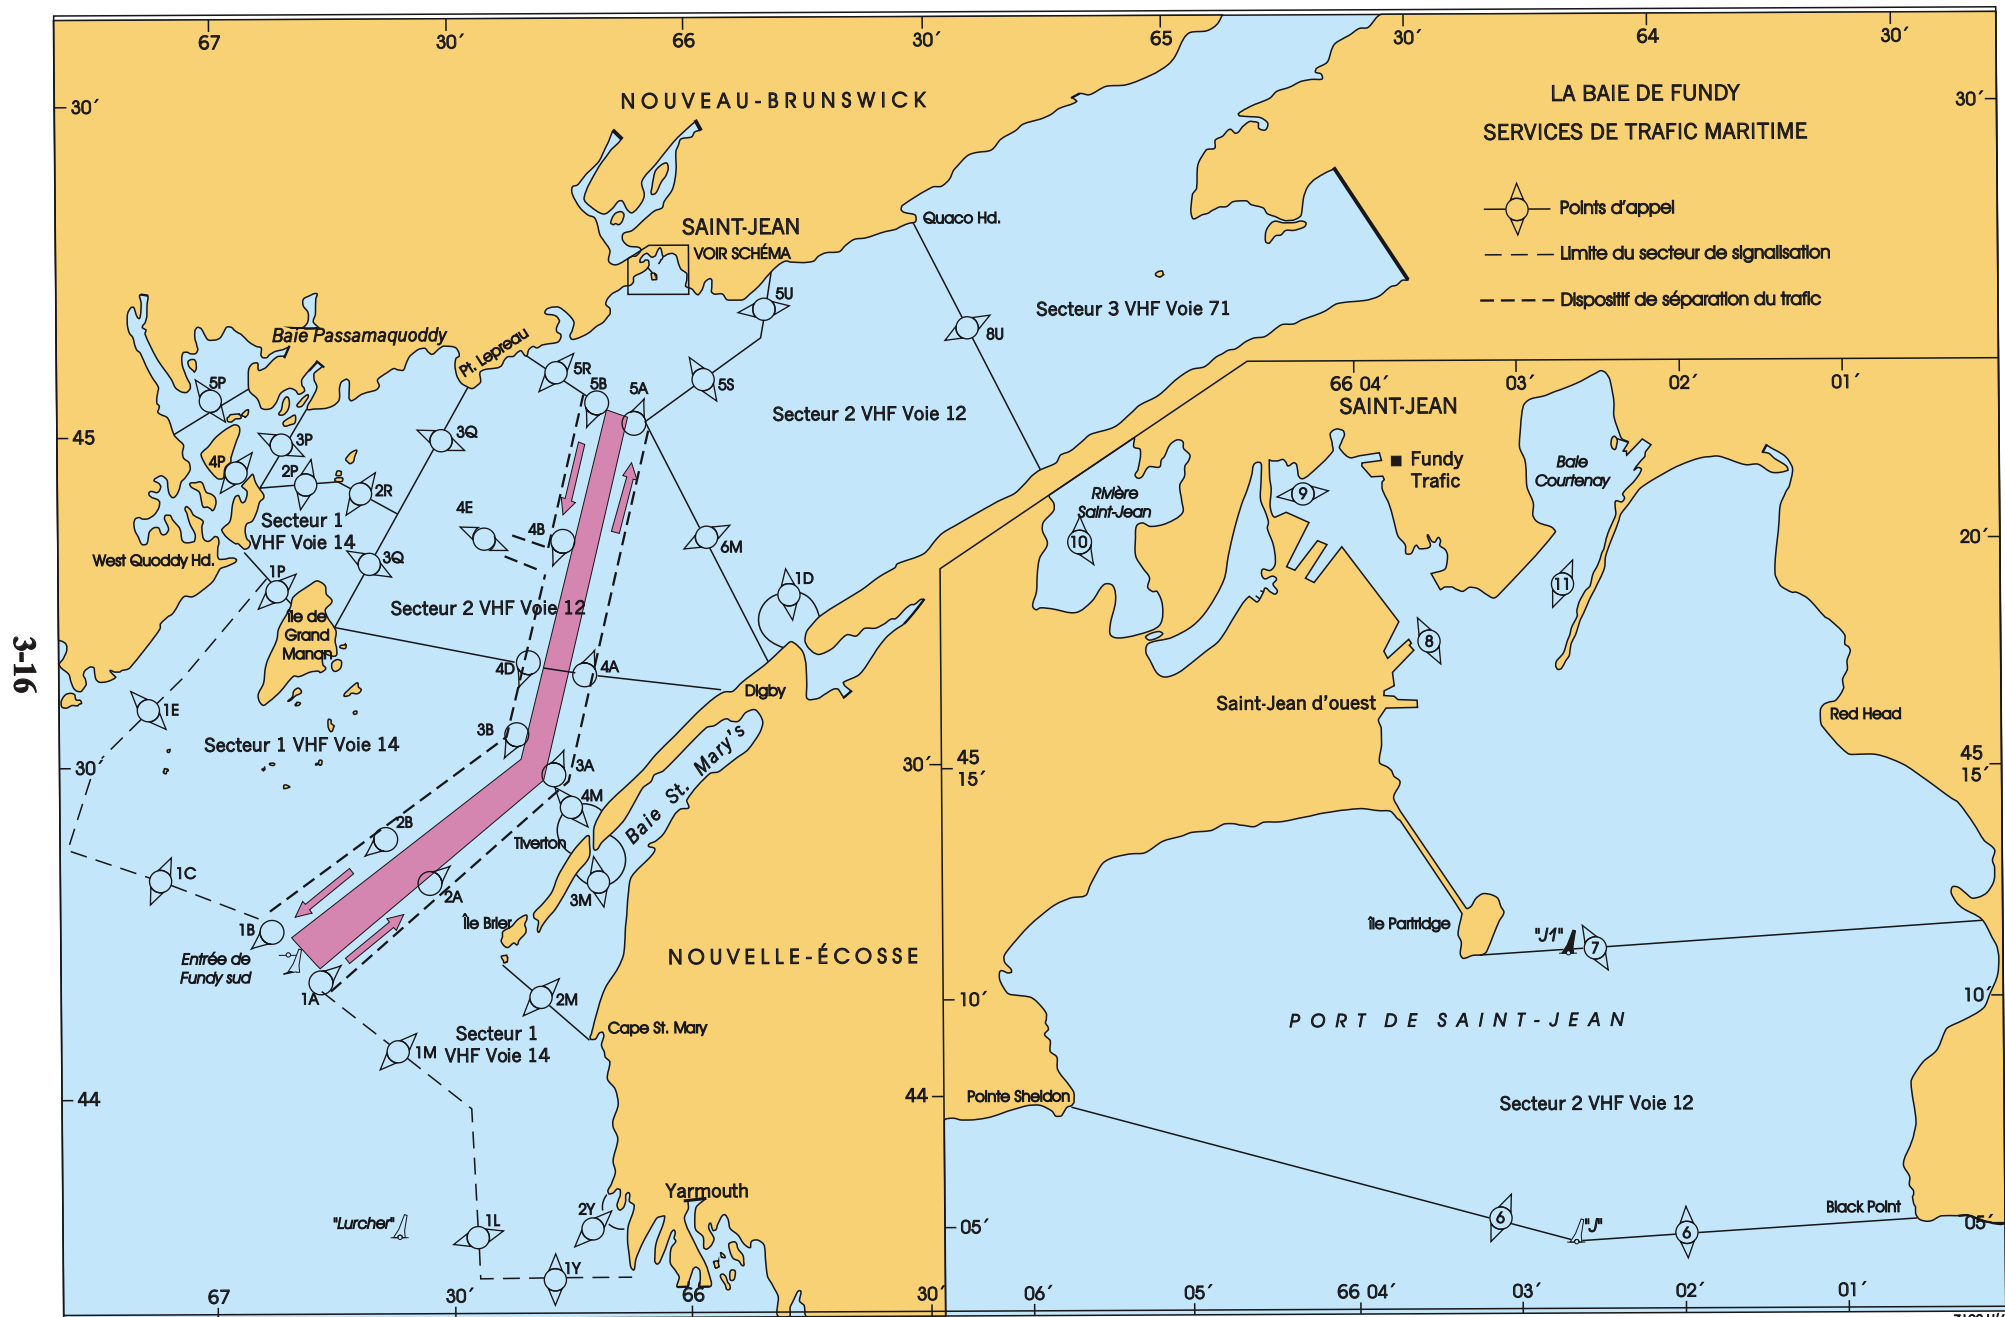 67
30′
66
30′
65
30′
64
30′
30′
30′
NOUVEAU-BRUNSWICK
LA BAIE DE FUNDY
SERVICES DE TRAFIC MARITIME
Points d'appel
Limite du secteur de signalisation
Dispositif de séparation du trafic
Quaco Hd.
SAINT-JEAN
VOIR SCHÉMA
5U
8U
Secteur 3 VHF Voie 71
Baie Passamaquoddy
Pt. Lepreau
5P
5R
5B
5A
5S
Secteur 2 VHF Voie 12
45
3P
3Q
4P
2P
2R
4E
4B
6M
Secteur 1
VHF Voie 14
West Quoddy Hd.
3Q
1P
1D
Secteur 2 VHF Voie 12
Île de
Grand
Manan
4D
4A
Digby
1E
3B
Secteur 1 VHF Voie 14
30′
3A
4M
Baie St. Mary's
2B
Tiverton
1C
2A
3M
Île Brier
1B
Entrée de
Fundy sud
1A
NOUVELLE-ÉCOSSE
2M
Cape St. Mary
1M
Secteur 1
VHF Voie 14
44
"Lurcher"
1L
2Y
Yarmouth
1Y
67
30′
66
30′
3-16
66 04′
03′
02′
01′
SAINT-JEAN
Fundy
Trafic
Baie
Courtenay
Rivière
Saint-Jean
9
10
11
8
20′
Saint-Jean d'ouest
Red Head
30′
45
15′
45
15′
île Partridge
"J1"
7
10′
10′
PORT DE SAINT-JEAN
44
Pointe Sheldon
Secteur 2 VHF Voie 12
Black Point
6
"J"
6
05′
05′
06′
05′
66 04′
03′
02′
01′